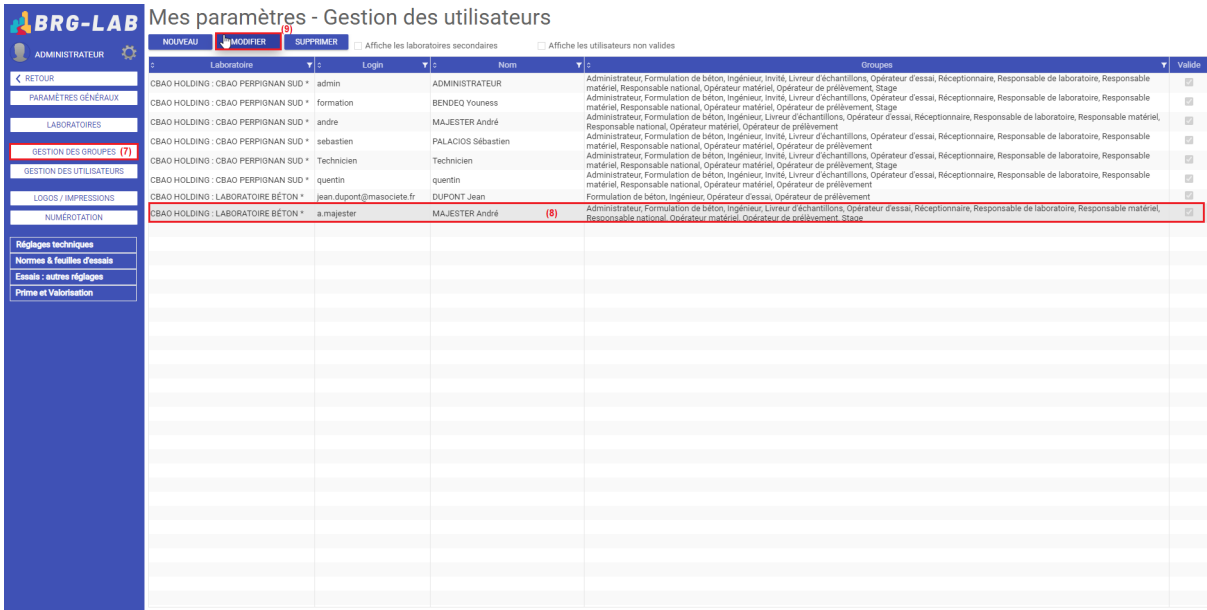 BRG-LAB
ADMINISTRATEUR
RETOUR
PARAMÈTRES GÉNÉRAUX
LABORATOIRES
GESTION DES GROUPES (7)
GESTION DES UTILISATEURS
LOGOS / IMPRESSIONS
NUMÉROTATION
Réglages techniques
Normes & feuilles d'essais
Essais : autres réglages
Prime et Valorisation
Mes paramètres - Gestion des utilisateurs
(9)
NOUVEAU MODIFIER SUPPRIMER Affiche les laboratoires secondaires Affiche les utilisateurs non valides
Laboratoire Login Nom Groupes Valide
CBAO HOLDING : CBAO PERPIGNAN SUD * admin ADMINISTRATEUR Administrateur, Formulation de béton, Ingénieur, Invité, Livreur d'échantillons, Opérateur d'essai, Réceptionnaire, Responsable de laboratoire, Responsable
matériel, Responsable national, Opérateur matériel, Opérateur de prélèvement, Stage
CBAO HOLDING : CBAO PERPIGNAN SUD * formation BENDEQ Youness Administrateur, Formulation de béton, Ingénieur, Invité, Livreur d'échantillons, Opérateur d'essai, Réceptionnaire, Responsable de laboratoire, Responsable
matériel, Responsable national, Opérateur matériel, Opérateur de prélèvement, Stage
CBAO HOLDING : CBAO PERPIGNAN SUD * andre MAJESTER André Administrateur, Formulation de béton, Ingénieur, Livreur d'échantillons, Opérateur d'essai, Réceptionnaire, Responsable de laboratoire, Responsable matériel,
Responsable national, Opérateur matériel, Opérateur de prélèvement
CBAO HOLDING : CBAO PERPIGNAN SUD * sebastien PALACIOS Sébastien Administrateur, Formulation de béton, Ingénieur, Invité, Livreur d'échantillons, Opérateur d'essai, Réceptionnaire, Responsable de laboratoire, Responsable
matériel, Responsable national, Opérateur matériel, Opérateur de prélèvement
CBAO HOLDING : CBAO PERPIGNAN SUD * Technicien Technicien Administrateur, Formulation de béton, Ingénieur, Invité, Livreur d'échantillons, Opérateur d'essai, Réceptionnaire, Responsable de laboratoire, Responsable
matériel, Responsable national, Opérateur matériel, Opérateur de prélèvement, Stage
CBAO HOLDING : CBAO PERPIGNAN SUD * quentin quentin Administrateur, Formulation de béton, Ingénieur, Invité, Livreur d'échantillons, Opérateur d'essai, Réceptionnaire, Responsable de laboratoire, Responsable
matériel, Responsable national, Opérateur matériel, Opérateur de prélèvement
CBAO HOLDING : LABORATOIRE BÉTON * jean.dupont@masociete.fr DUPONT Jean Formulation de béton, Ingénieur, Opérateur d'essai, Opérateur de prélèvement
CBAO HOLDING : LABORATOIRE BÉTON * a.majester MAJESTER André (8) Administrateur, Formulation de béton, Ingénieur, Livreur d'échantillons, Opérateur d'essai, Réceptionnaire, Responsable de laboratoire, Responsable matériel,
Responsable national, Opérateur matériel, Opérateur de prélèvement, Stage